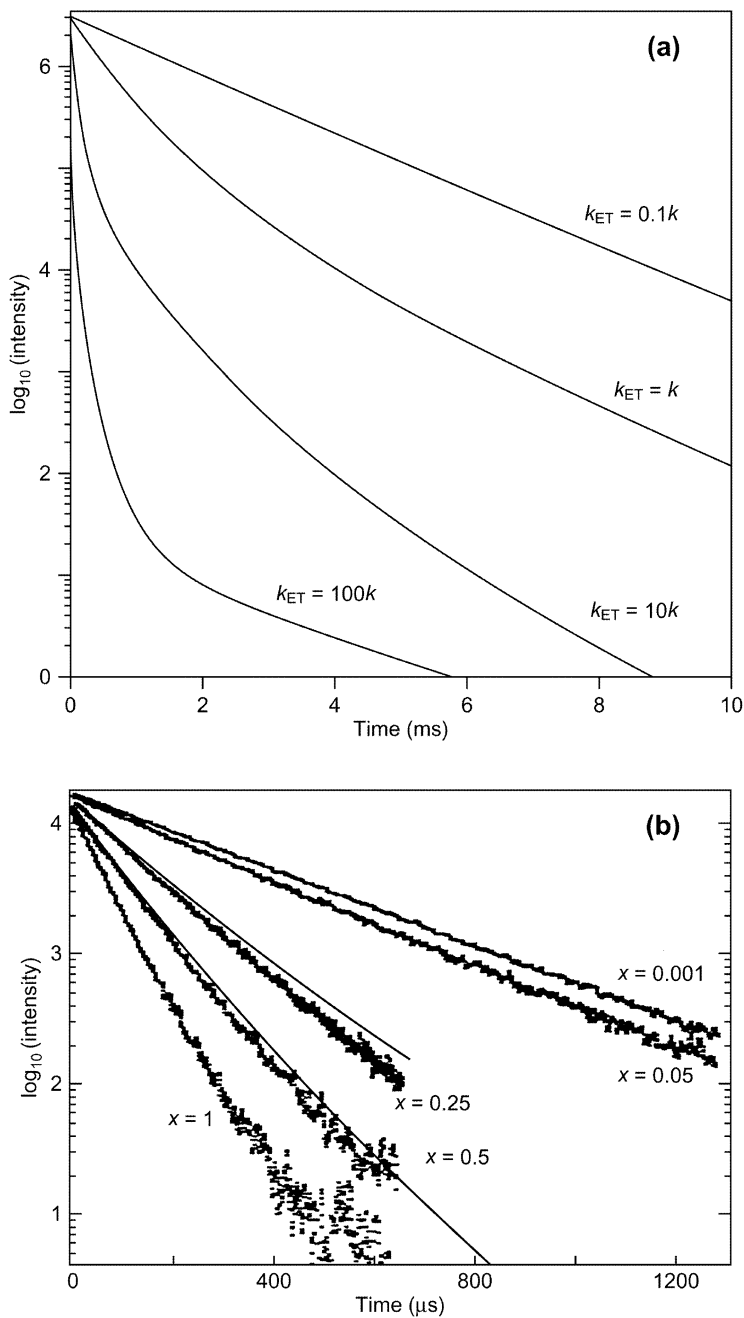 (a)
6
4
2
0
log10 (intensity)
kET = 0.1k
kET = k
kET = 10k
kET = 100k
0 2 4 6 8 10
Time (ms)
(b)
4
3
2
1
log10 (intensity)
x = 0.001
x = 0.05
x = 0.25
x = 0.5
x = 1
0 400 800 1200
Time (μs)